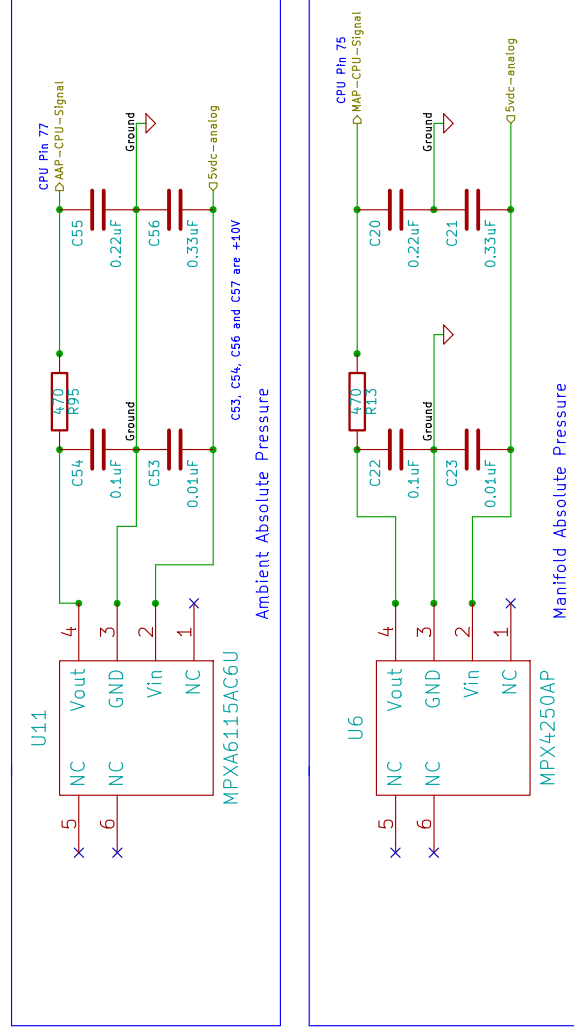 CPU Pin 77
AAP-CPU-Signal
Ground
5vdc-analog
C55
0.22uF
C56
0.33uF
C53, C54, C56 and C57 are +10V
470
R95
Ground
C54
0.1uF
C53
0.01uF
Ambient Absolute Pressure
4
3
2
1
U11
Vout
GND
Vin
NC
NC
NC
MPXA6115AC6U
5
6
CPU Pin 75
MAP-CPU-Signal
Ground
5vdc-analog
C20
0.22uF
C21
0.33uF
470
R13
Ground
C22
0.1uF
C23
0.01uF
Manifold Absolute Pressure
4
3
2
1
U6
Vout
GND
Vin
NC
NC
NC
MPX4250AP
5
6